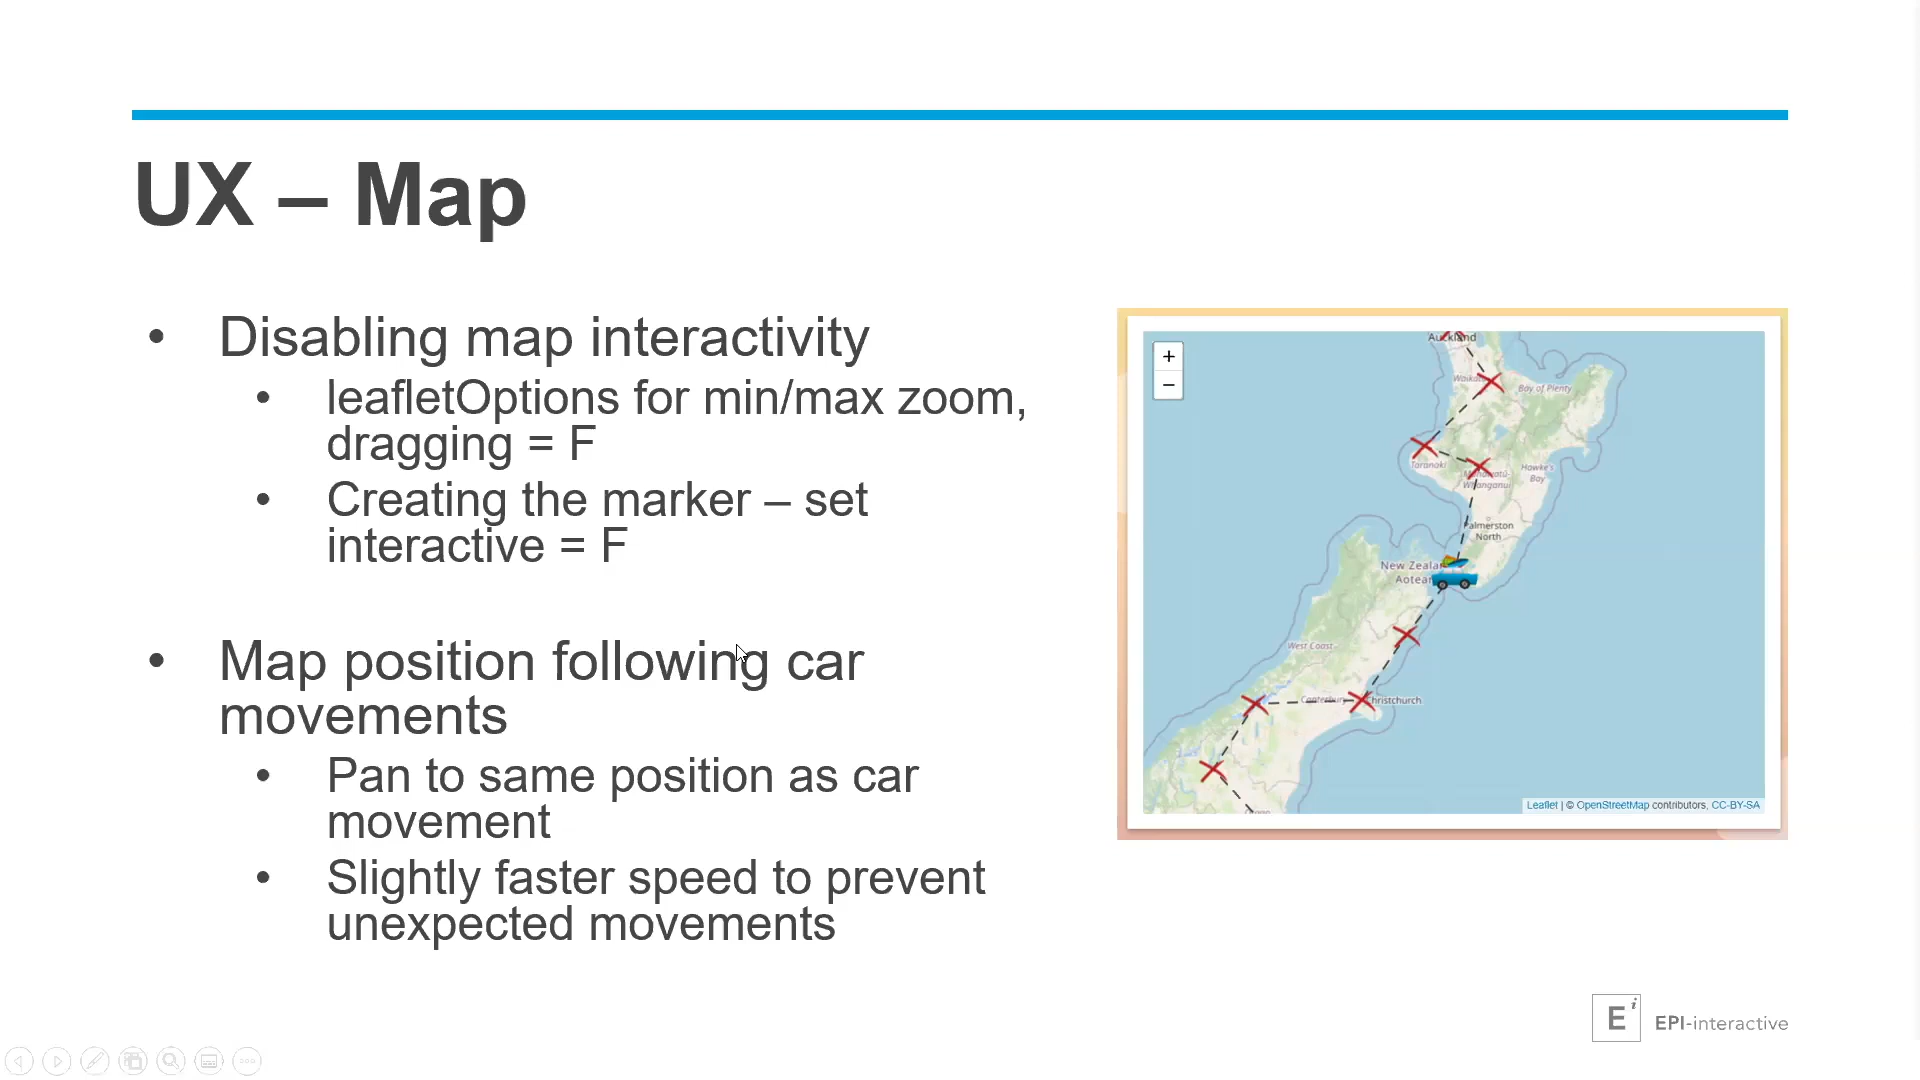 UX – Map
• Disabling map interactivity
• leafletOptions for min/max zoom,
dragging = F
• Creating the marker – set
interactive = F
• Map position following car
movements
• Pan to same position as car
movement
• Slightly faster speed to prevent
unexpected movements
+
−
Auckland
Waikato
Bay of Plenty
Taranaki
Hawke's
Bay
Manawatū-
Whanganui
Palmerston
North
New Zealan
Aotear
West Coast
Canterbury
Christchurch
Leaflet | © OpenStreetMap contributors, CC-BY-SA
Ei
EPI-interactive